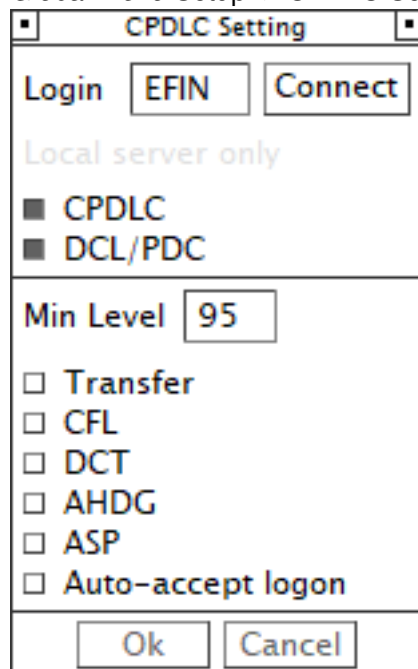 CPDLC Setting
Login EFIN Connect
Local server only
CPDLC
DCL/PDC
Min Level 95
Transfer
CFL
DCT
AHDG
ASP
Auto-accept logon
Ok Cancel